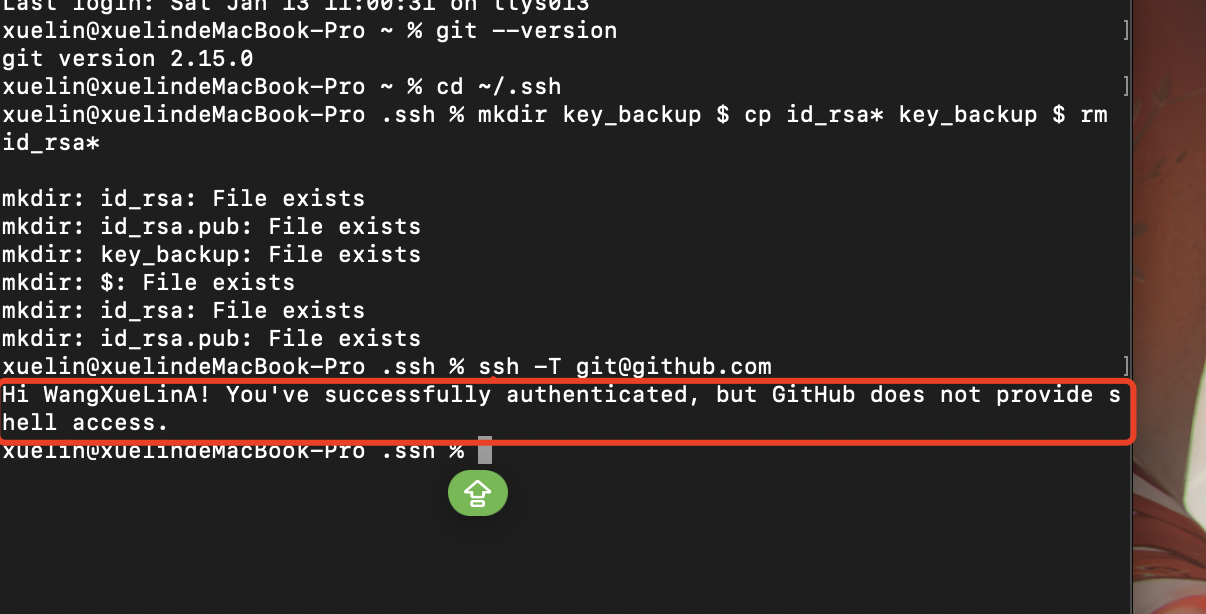 Last login: Sat Jan 13 11:00:31 on ttys013
xuelin@xuelindeMacBook-Pro ~ % git --version
git version 2.15.0
xuelin@xuelindeMacBook-Pro ~ % cd ~/.ssh
xuelin@xuelindeMacBook-Pro .ssh % mkdir key_backup $ cp id_rsa* key_backup $ rm
id_rsa*
mkdir: id_rsa: File exists
mkdir: id_rsa.pub: File exists
mkdir: key_backup: File exists
mkdir: $: File exists
mkdir: id_rsa: File exists
mkdir: id_rsa.pub: File exists
xuelin@xuelindeMacBook-Pro .ssh % ssh -T git@github.com
Hi WangXueLinA! You've successfully authenticated, but GitHub does not provide s
hell access.
xuelin@xuelindeMacBook-Pro .ssh %